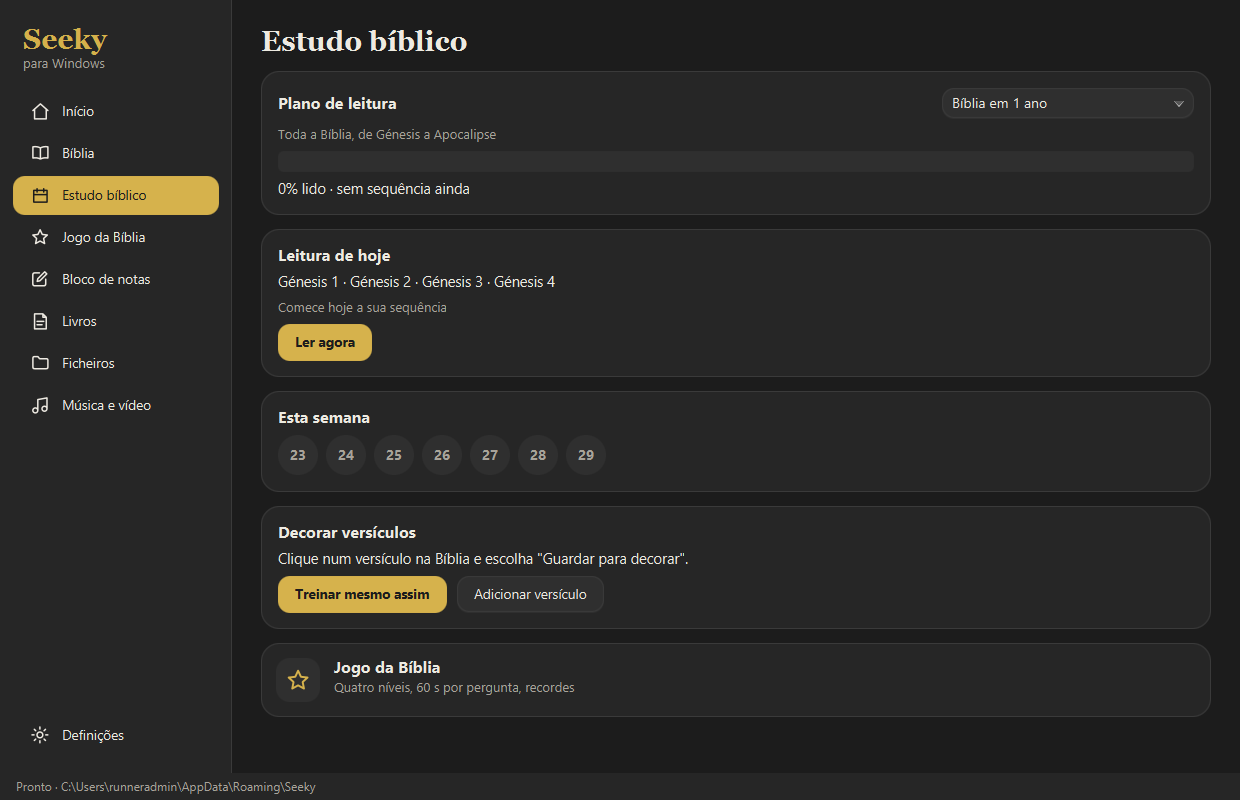 Seeky
para Windows
Início
Bíblia
Estudo bíblico
Jogo da Bíblia
Bloco de notas
Livros
Ficheiros
Música e vídeo
Definições
Estudo bíblico
Plano de leitura
Bíblia em 1 ano
Toda a Bíblia, de Génesis a Apocalipse
0% lido · sem sequência ainda
Leitura de hoje
Génesis 1 · Génesis 2 · Génesis 3 · Génesis 4
Comece hoje a sua sequência
Ler agora
Esta semana
23 24 25 26 27 28 29
Decorar versículos
Clique num versículo na Bíblia e escolha "Guardar para decorar".
Treinar mesmo assim
Adicionar versículo
Jogo da Bíblia
Quatro níveis, 60 s por pergunta, recordes
Pronto · C:\Users\runneradmin\AppData\Roaming\Seeky